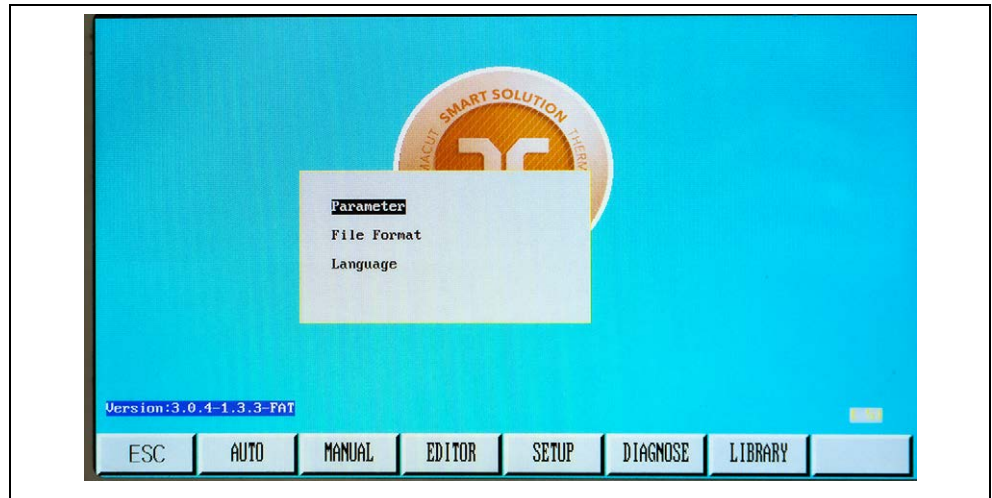 SMART SOLUTION
Parameter
File Format
Language
Version:3.0.4-1.3.3-FAT
ESC
AUTO
MANUAL
EDITOR
SETUP
DIAGNOSE
LIBRARY